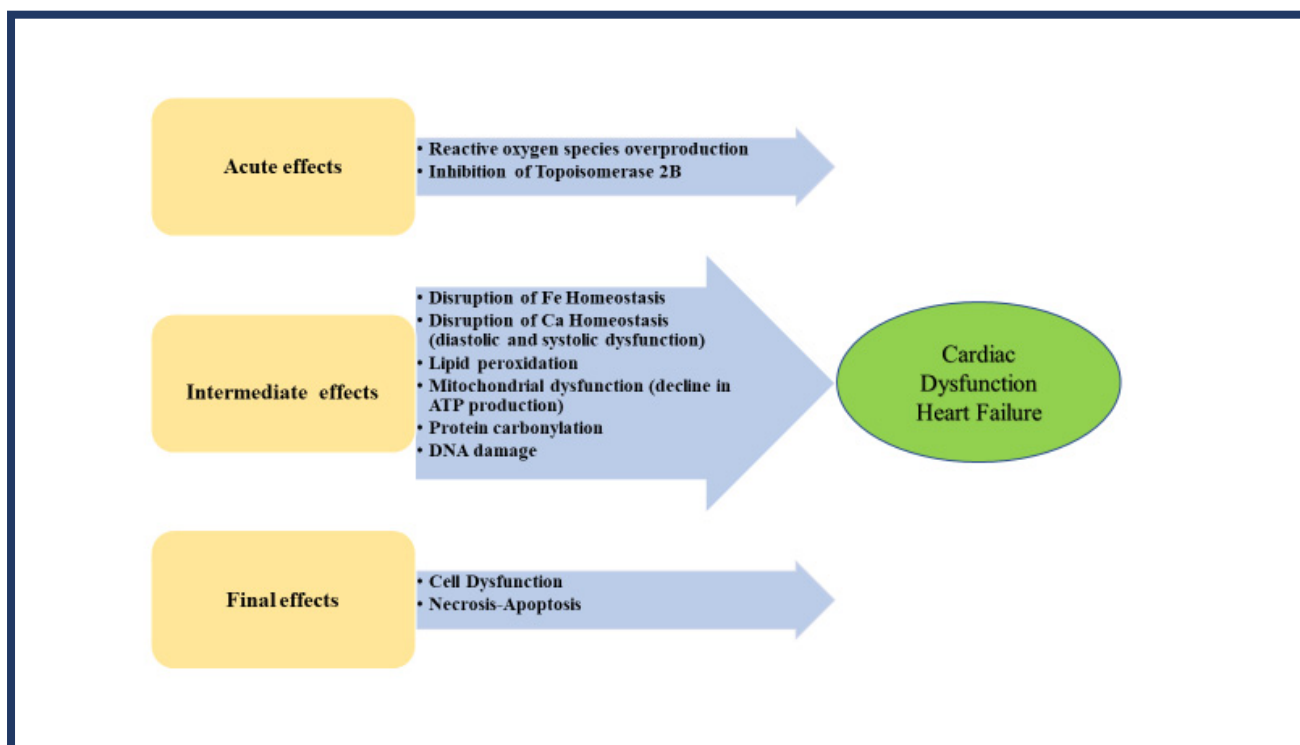 Acute effects
• Reactive oxygen species overproduction
• Inhibition of Topoisomerase 2B
Intermediate effects
• Disruption of Fe Homeostasis
• Disruption of Ca Homeostasis
(diastolic and systolic dysfunction)
• Lipid peroxidation
• Mitochondrial dysfunction (decline in
ATP production)
• Protein carbonylation
• DNA damage
Cardiac
Dysfunction
Heart Failure
Final effects
• Cell Dysfunction
• Necrosis-Apoptosis